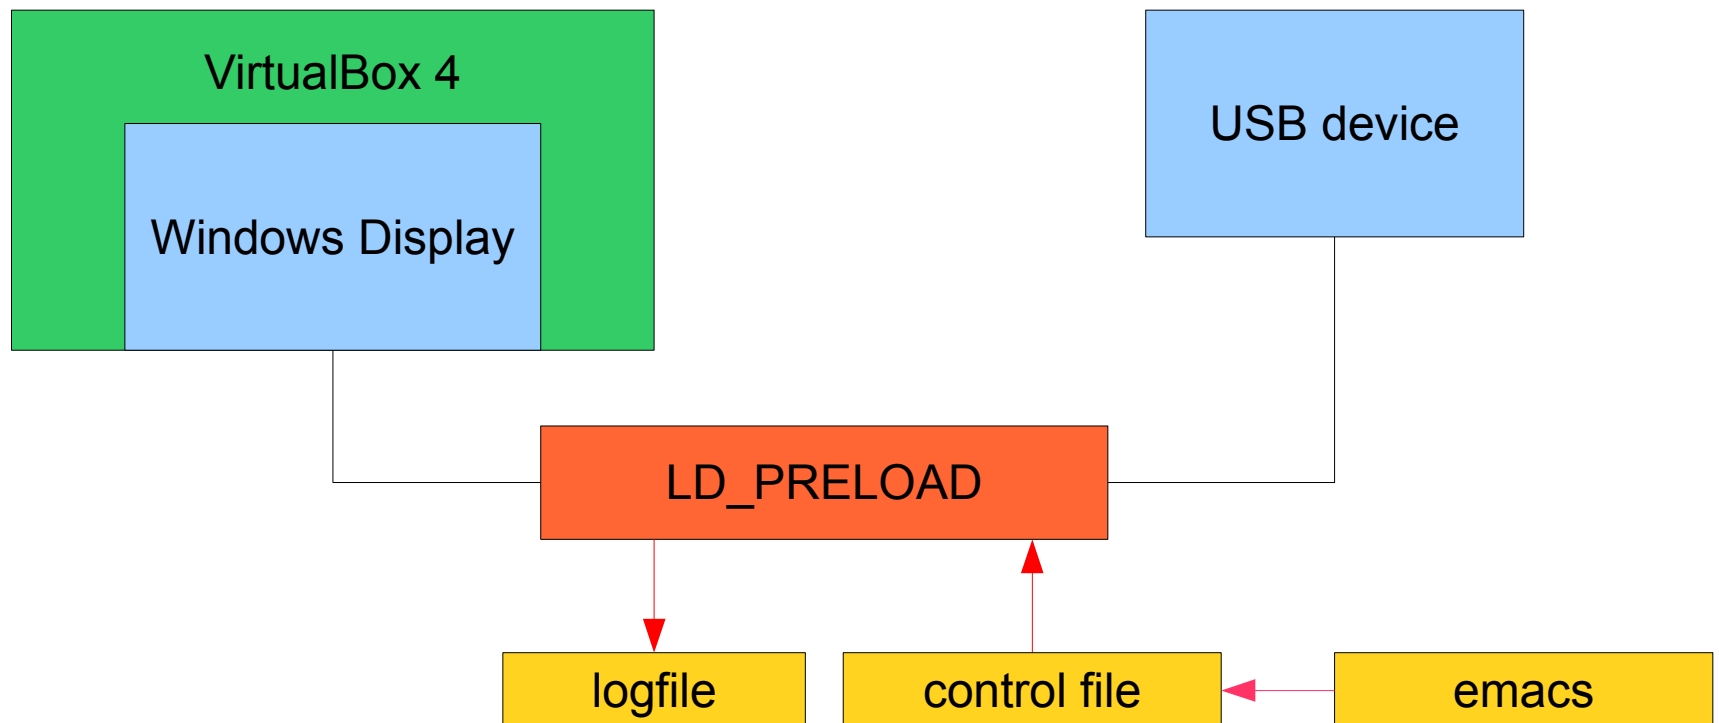 VirtualBox 4
USB device
Windows Display
LD_PRELOAD
logfile
control file
emacs